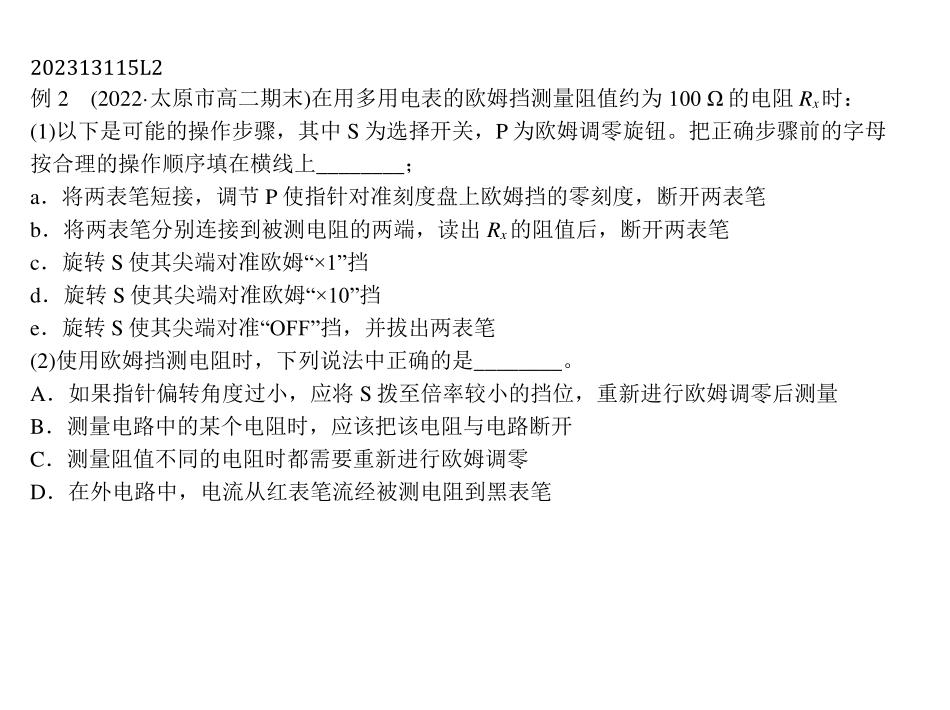 202313115L2
例 2 (2022·太原市高二期末)在用多用电表的欧姆挡测量阻值约为 100 Ω 的电阻 Rx时：
(1)以下是可能的操作步骤，其中 S 为选择开关，P 为欧姆调零旋钮。把正确步骤前的字母
按合理的操作顺序填在横线上________；
a．将两表笔短接，调节 P 使指针对准刻度盘上欧姆挡的零刻度，断开两表笔
b．将两表笔分别连接到被测电阻的两端，读出 Rx的阻值后，断开两表笔
c．旋转 S 使其尖端对准欧姆“×1”挡
d．旋转 S 使其尖端对准欧姆“×10”挡
e．旋转 S 使其尖端对准“OFF”挡，并拔出两表笔
(2)使用欧姆挡测电阻时，下列说法中正确的是________。
A．如果指针偏转角度过小，应将 S 拨至倍率较小的挡位，重新进行欧姆调零后测量
B．测量电路中的某个电阻时，应该把该电阻与电路断开
C．测量阻值不同的电阻时都需要重新进行欧姆调零
D．在外电路中，电流从红表笔流经被测电阻到黑表笔